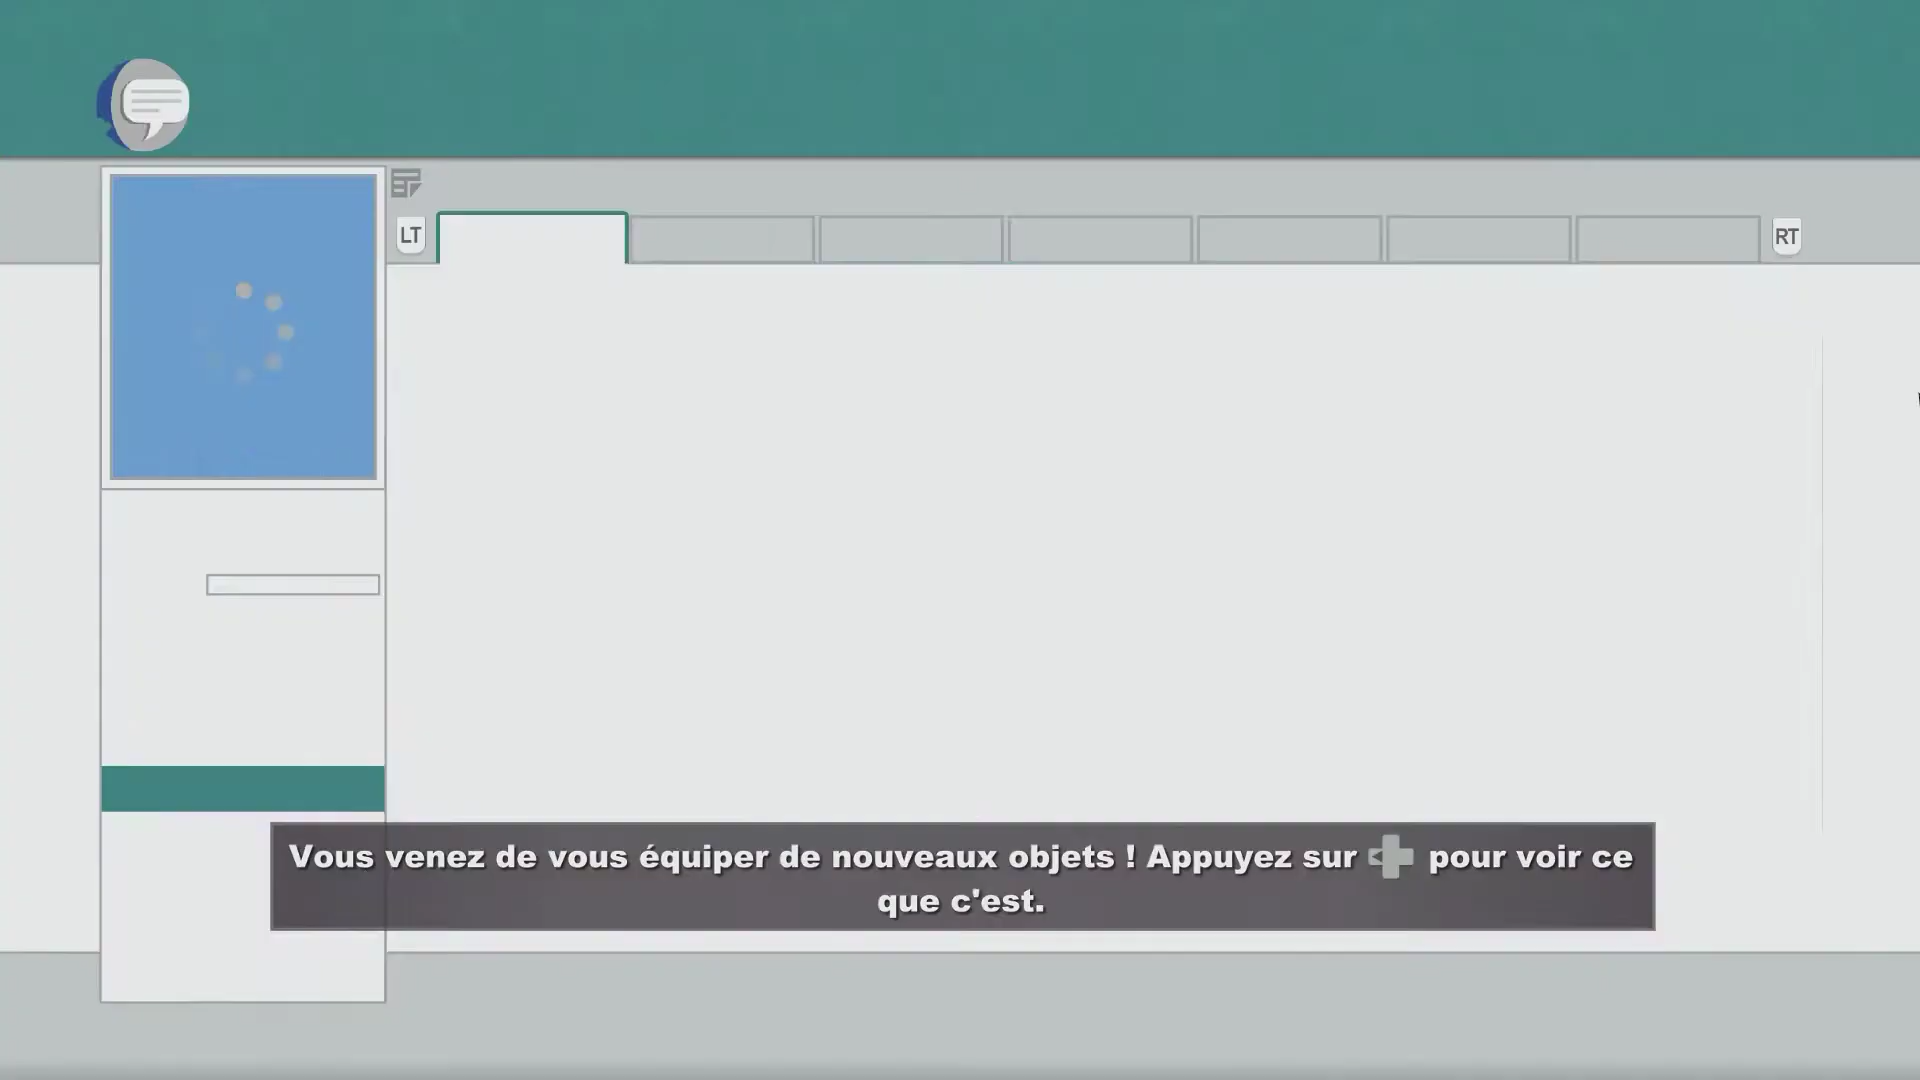 LT
RT
Vous venez de vous équiper de nouveaux objets ! Appuyez sur pour voir ce
que c'est.